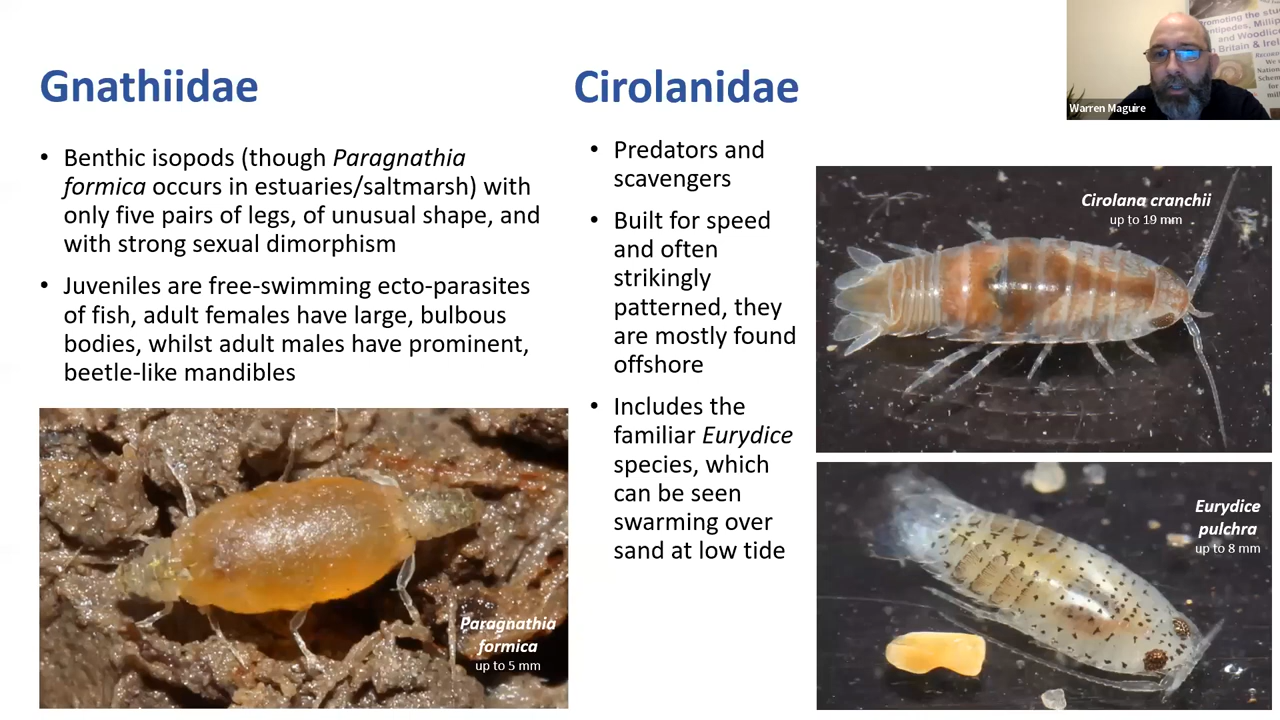 Gnathiidae
• Benthic isopods (though Paragnathia
formica occurs in estuaries/saltmarsh) with
only five pairs of legs, of unusual shape, and
with strong sexual dimorphism
• Juveniles are free-swimming ecto-parasites
of fish, adult females have large, bulbous
bodies, whilst adult males have prominent,
beetle-like mandibles
Paragnathia
formica
up to 5 mm
Cirolanidae
• Predators and
scavengers
• Built for speed
and often
strikingly
patterned, they
are mostly found
offshore
• Includes the
familiar Eurydice
species, which
can be seen
swarming over
sand at low tide
Cirolana cranchii
up to 19 mm
Eurydice
pulchra
up to 8 mm
Warren Maguire
and Woodlice